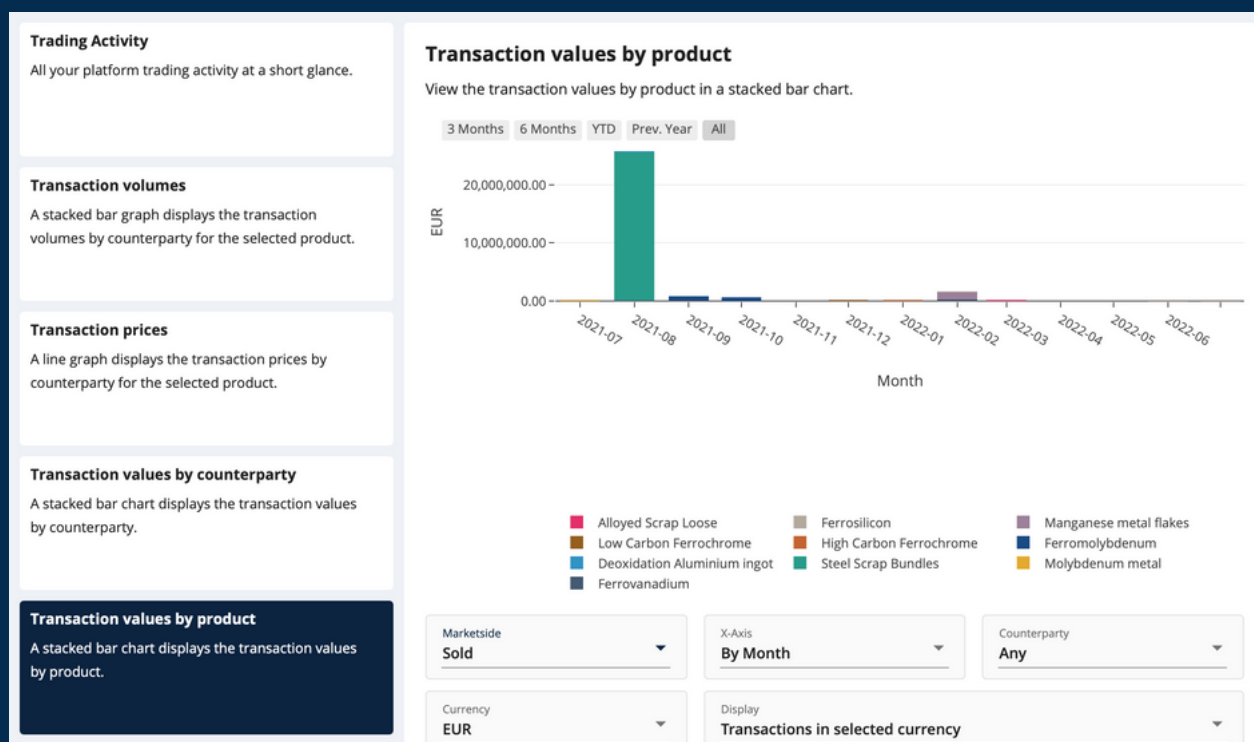 Trading Activity
All your platform trading activity at a short glance.
Transaction volumes
A stacked bar graph displays the transaction
volumes by counterparty for the selected product.
Transaction prices
A line graph displays the transaction prices by
counterparty for the selected product.
Transaction values by counterparty
A stacked bar chart displays the transaction values
by counterparty.
Transaction values by product
A stacked bar chart displays the transaction values
by product.
Transaction values by product
View the transaction values by product in a stacked bar chart.
3 Months 6 Months YTD Prev. Year All
EUR
20,000,000.00
10,000,000.00
0.00
2021-07 2021-08 2021-09 2021-10 2021-11 2021-12 2022-01 2022-02 2022-03 2022-04 2022-05 2022-06
Month
Alloyed Scrap Loose Ferrosilicon Manganese metal flakes
Low Carbon Ferrochrome High Carbon Ferrochrome Ferromolybdenum
Deoxidation Aluminium ingot Steel Scrap Bundles Molybdenum metal
Ferrovanadium
Marketside X-Axis Counterparty
Sold By Month Any
Currency Display
EUR Transactions in selected currency